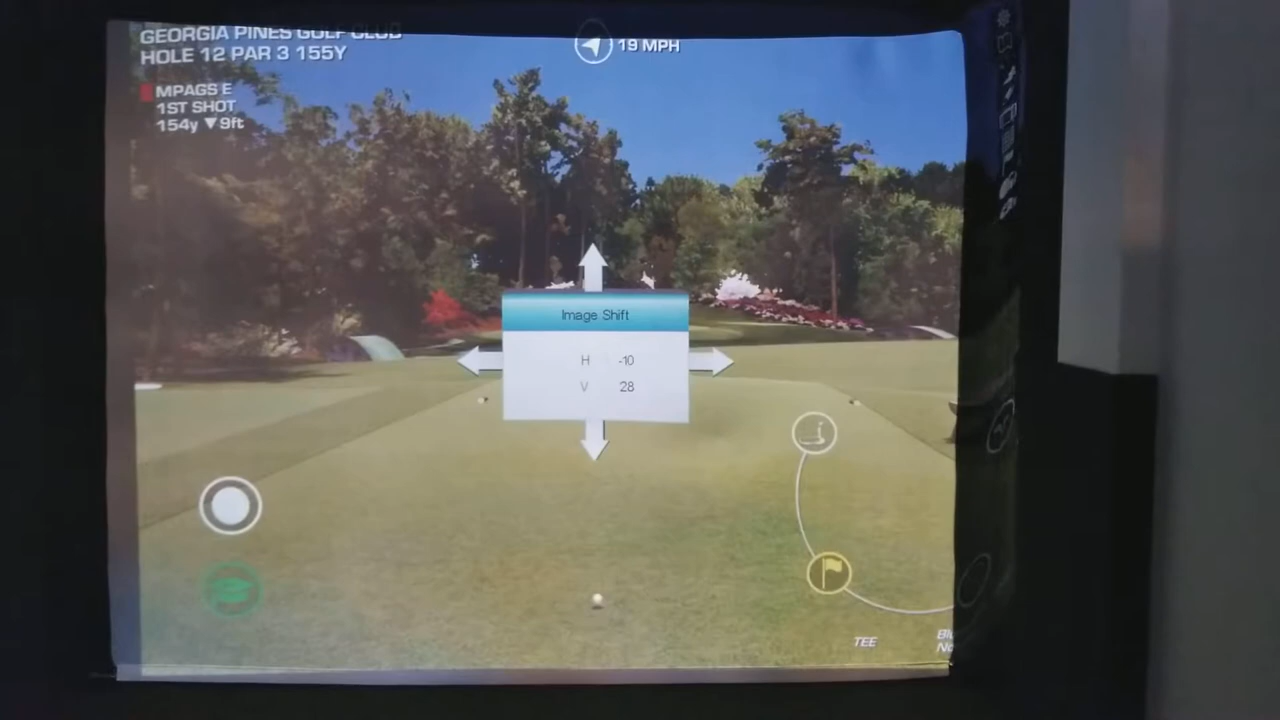 GEORGIA PINES GOLF CLUB
HOLE 12 PAR 3 155Y
19 MPH
MPAGS E
1ST SHOT
154y ▼9ft
Image Shift
H -10
V 28
TEE